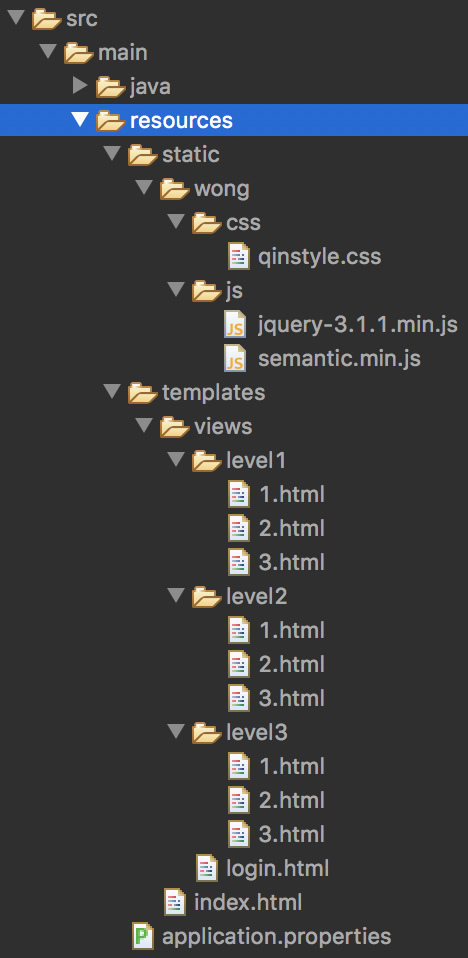 src
main
java
resources
static
wong
css
qinstyle.css
js
jquery-3.1.1.min.js
semantic.min.js
templates
views
level1
1.html
2.html
3.html
level2
1.html
2.html
3.html
level3
1.html
2.html
3.html
login.html
index.html
application.properties